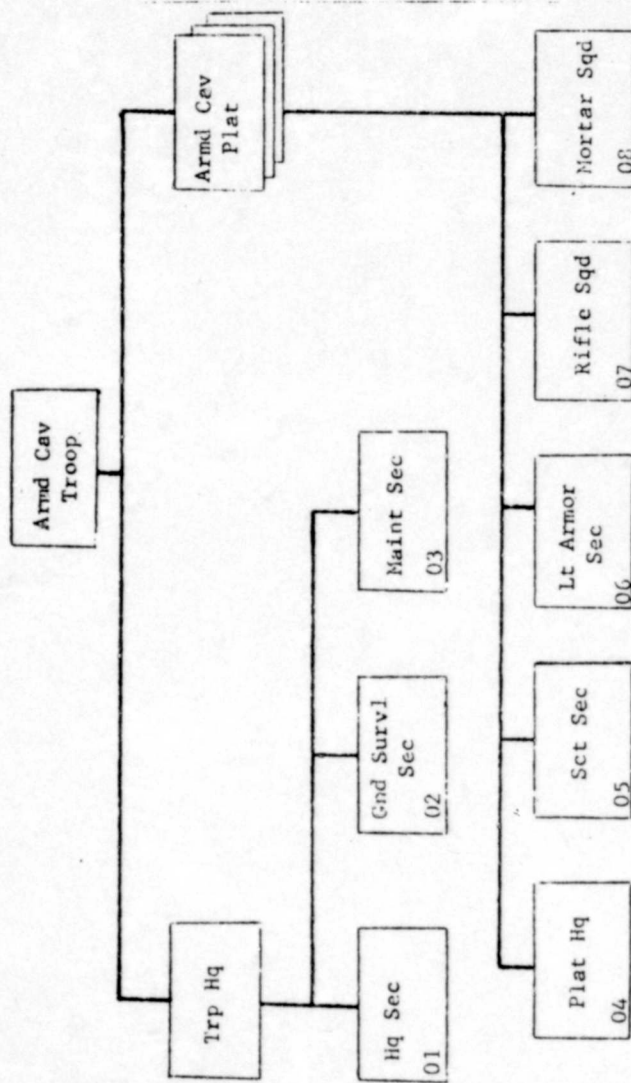 Armd Cav
Troop
Trp Hq
Armd Cav
Plat
Hq Sec
01
Gnd Survl
Sec
02
Maint Sec
03
Plat Hq
04
Sct Sec
05
Lt Armor
Sec
06
Rifle Sqd
07
Mortar Sqd
08